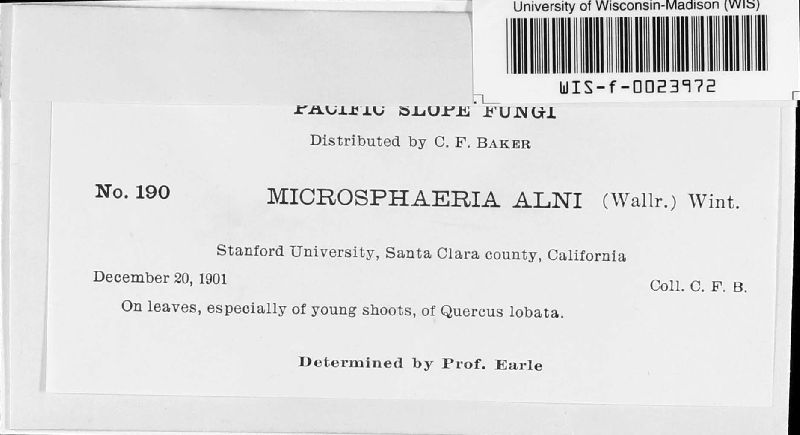 University of Wisconsin-Madison (WIS)
WIS-f-0023972
PACIFIC SLOPE FUNGI
Distributed by C. F. BAKER
No. 190 MICROSPHAERIA ALNI (Wallr.) Wint.
Stanford University, Santa Clara county, California
December 20, 1901 Coll. C. F. B.
On leaves, especially of young shoots, of Quercus lobata.
Determined by Prof. Earle